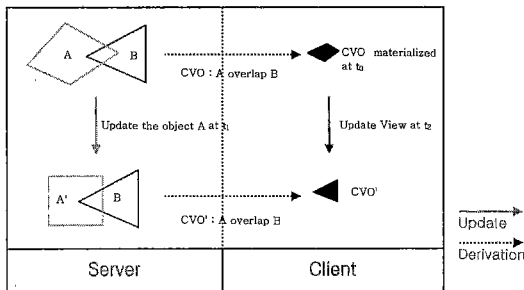 A B
CVO : A overlap B
CVO materialized
at t₀
Update the object A at t₁
Update View at t₂
A' B
CVO'
CVO' : A overlap B
Update
Derivation
Server Client